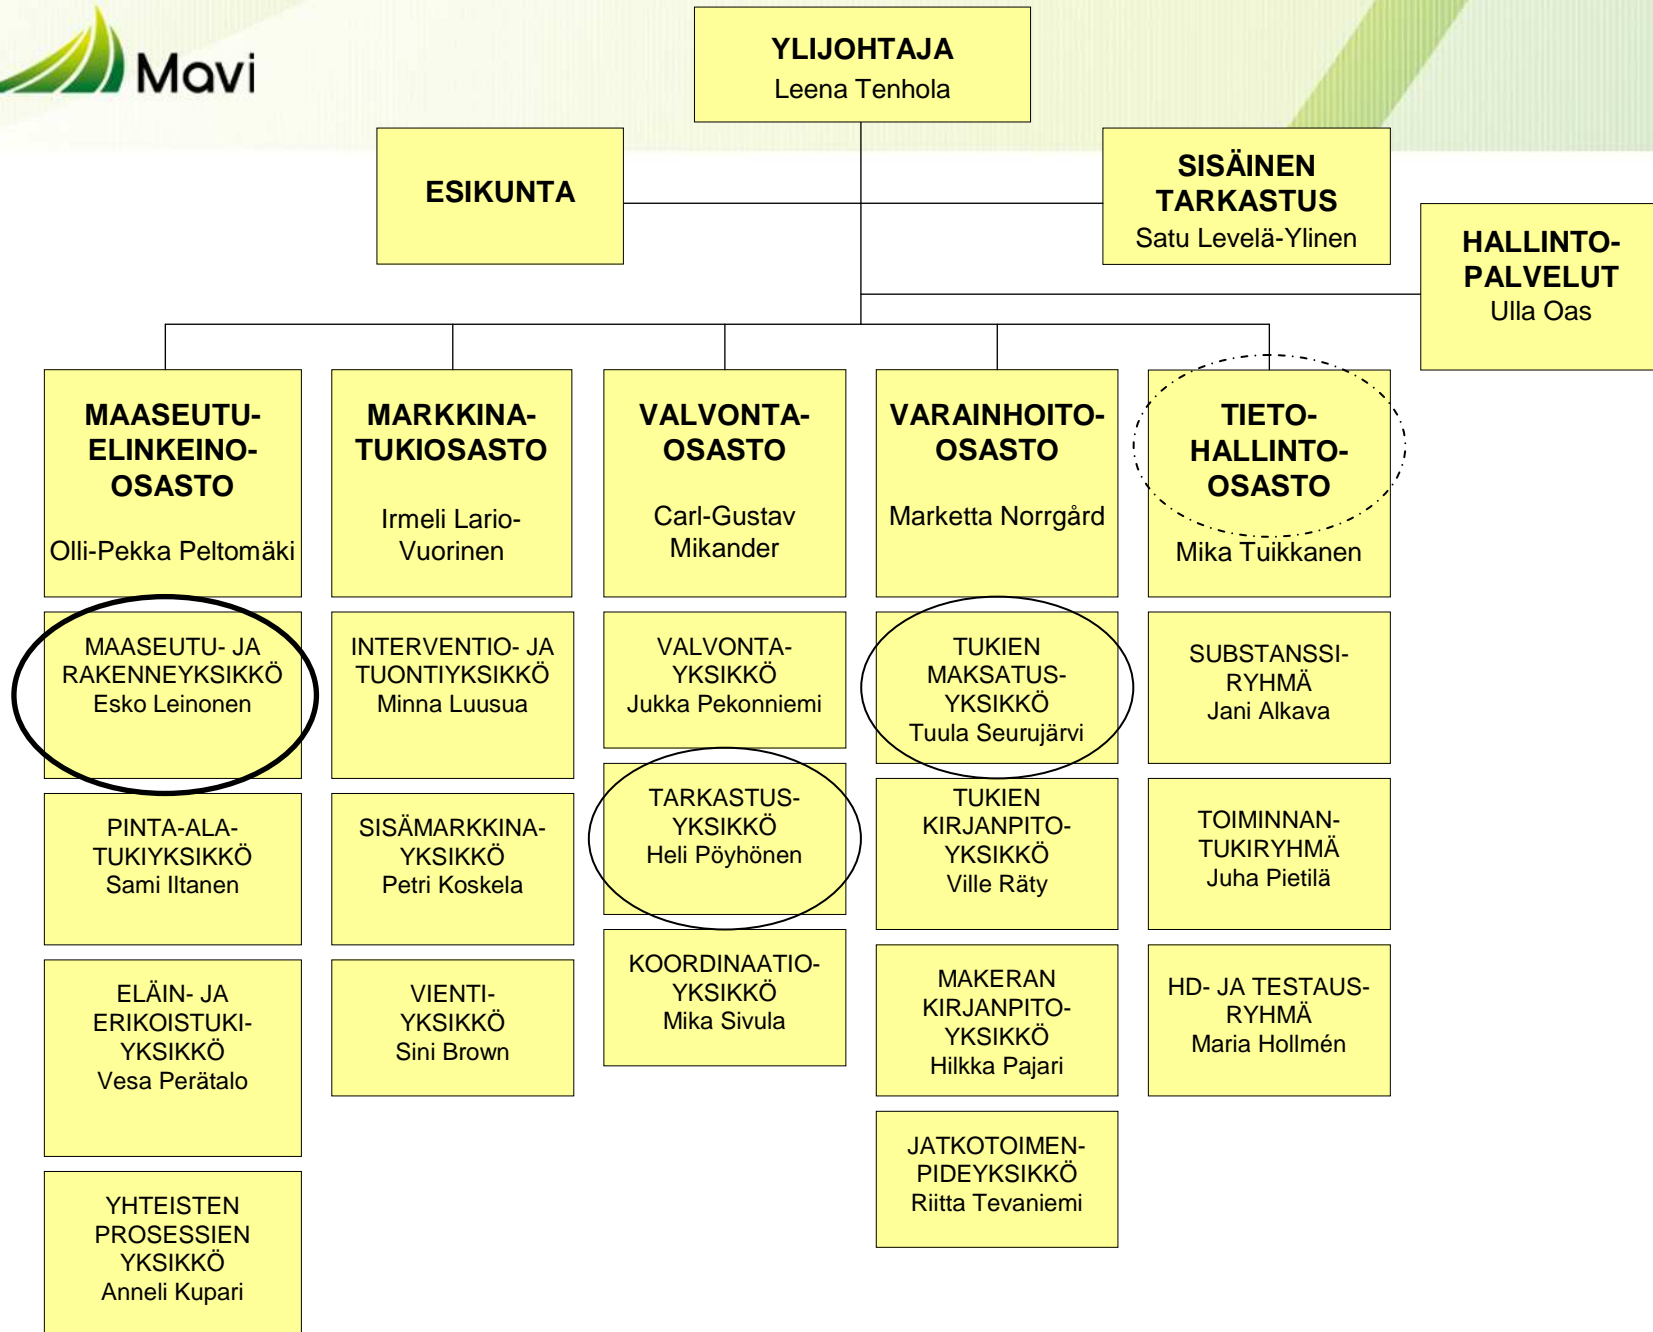 Mavi
YLIJOHTAJA
Leena Tenhola
ESIKUNTA
SISÄINEN
TARKASTUS
Satu Levelä-Ylinen
HALLINTO-
PALVELUT
Ulla Oas
MAASEUTU-
ELINKEINO-
OSASTO
Olli-Pekka Peltomäki
MAASEUTU- JA
RAKENNEYKSIKKÖ
Esko Leinonen
PINTA-ALA-
TUKIYKSIKKÖ
Sami Iltanen
ELÄIN- JA
ERIKOISTUKI-
YKSIKKÖ
Vesa Perätalo
YHTEISTEN
PROSESSIEN
YKSIKKÖ
Anneli Kupari
MARKKINA-
TUKIOSASTO
Irmeli Lario-
Vuorinen
INTERVENTIO- JA
TUONTIYKSIKKÖ
Minna Luusua
SISÄMARKKINA-
YKSIKKÖ
Petri Koskela
VIENTI-
YKSIKKÖ
Sini Brown
VALVONTA-
OSASTO
Carl-Gustav
Mikander
VALVONTA-
YKSIKKÖ
Jukka Pekonniemi
TARKASTUS-
YKSIKKÖ
Heli Pöyhönen
KOORDINAATIO-
YKSIKKÖ
Mika Sivula
VARAINHOITO-
OSASTO
Marketta Norrgård
TUKIEN
MAKSATUS-
YKSIKKÖ
Tuula Seurujärvi
TUKIEN
KIRJANPITO-
YKSIKKÖ
Ville Räty
MAKERAN
KIRJANPITO-
YKSIKKÖ
Hilkka Pajari
JATKOTOIMEN-
PIDEYKSIKKÖ
Riitta Tevaniemi
TIETO-
HALLINTO-
OSASTO
Mika Tuikkanen
SUBSTANSSI-
RYHMÄ
Jani Alkava
TOIMINNAN-
TUKIRYHMÄ
Juha Pietilä
HD- JA TESTAUS-
RYHMÄ
Maria Hollmén